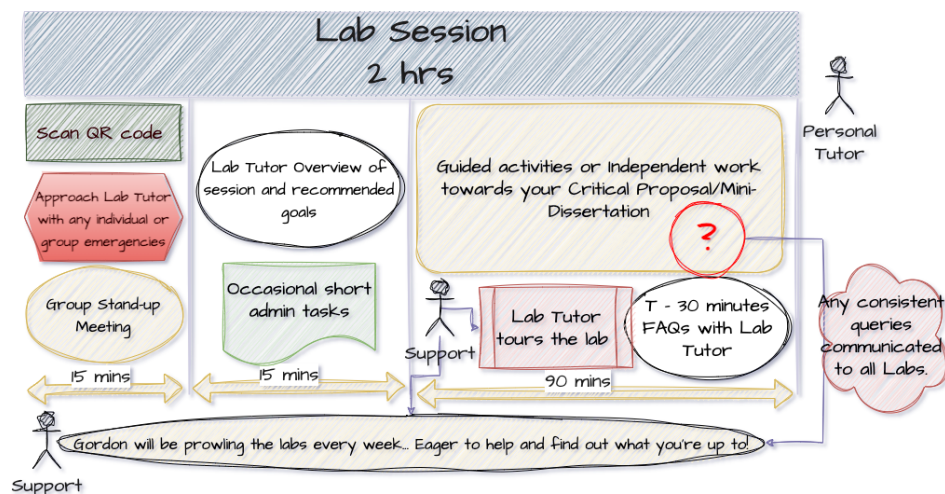 Lab Session
2 hrs
Scan QR code
Approach Lab Tutor
with any individual or
group emergencies
Group Stand-up
Meeting
15 mins
Lab Tutor Overview of
session and recommended
goals
Occasional short
admin tasks
15 mins
Guided activities or Independent work
towards your Critical Proposal/Mini-
Dissertation
?
Support
Lab Tutor
tours the lab
T - 30 minutes
FAQs with Lab
Tutor
90 mins
Personal
Tutor
Any consistent
queries
communicated
to all Labs.
Gordon will be prowling the labs every week... Eager to help and find out what you're up to!
Support